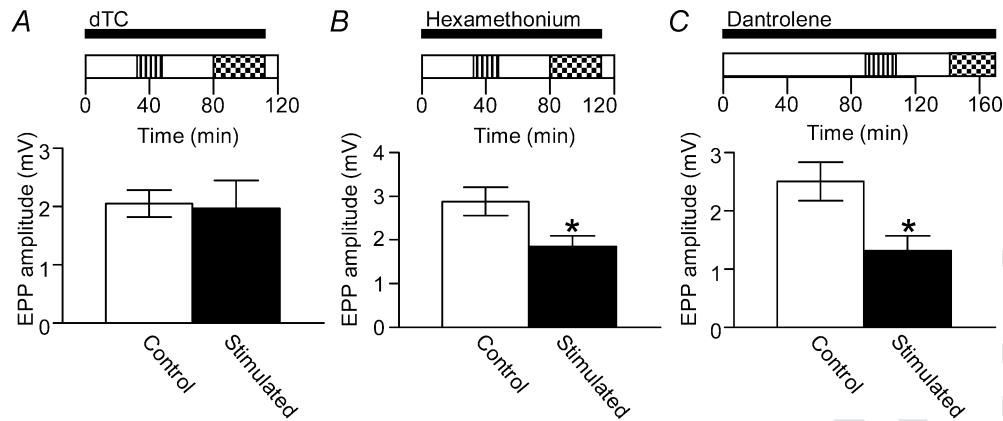 A
dTC
0 40 80 120
Time (min)
EPP amplitude (mV)
3
2
1
0
Control
Stimulated
B
Hexamethonium
0 40 80 120
Time (min)
EPP amplitude (mV)
4
3
2
1
0
*
Control
Stimulated
C
Dantrolene
0 40 80 120 160
Time (min)
EPP amplitude (mV)
3
2
1
0
*
Control
Stimulated